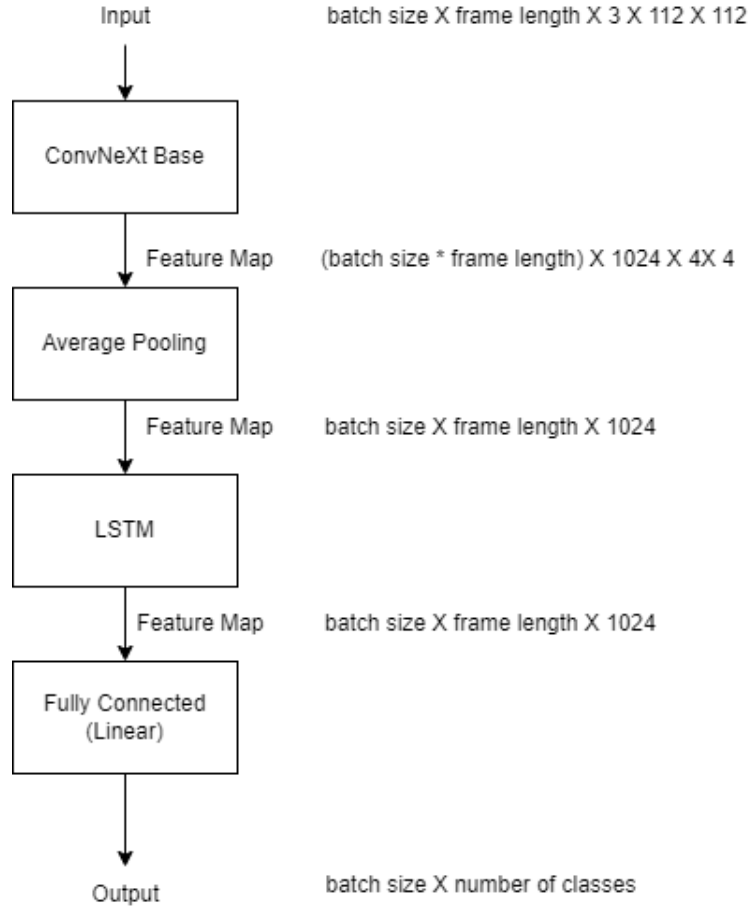 Input batch size X frame length X 3 X 112 X 112
ConvNeXt Base
Feature Map (batch size * frame length) X 1024 X 4X 4
Average Pooling
Feature Map batch size X frame length X 1024
LSTM
Feature Map batch size X frame length X 1024
Fully Connected
(Linear)
Output batch size X number of classes